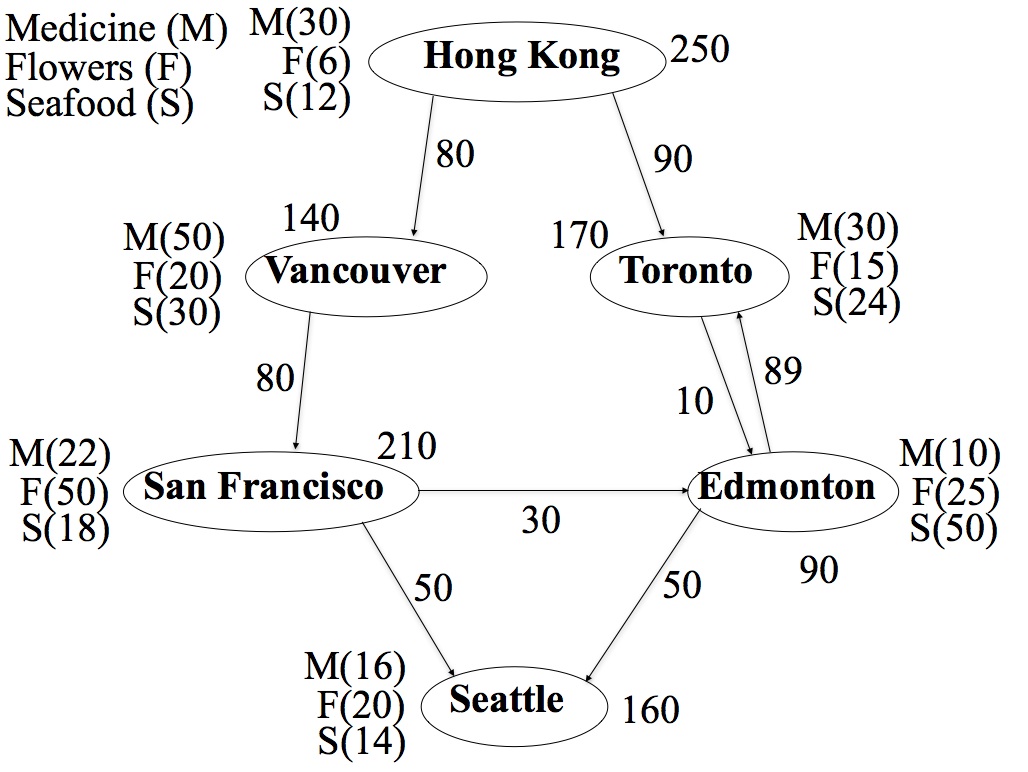 Medicine (M)
Flowers (F)
Seafood (S)
M(30)
F(6)
S(12)
Hong Kong
250
80
90
M(50)
F(20)
S(30)
140
Vancouver
170
Toronto
M(30)
F(15)
S(24)
80
10
89
M(22)
F(50)
S(18)
San Francisco
210
30
Edmonton
M(10)
F(25)
S(50)
90
50
50
M(16)
F(20)
S(14)
Seattle
160